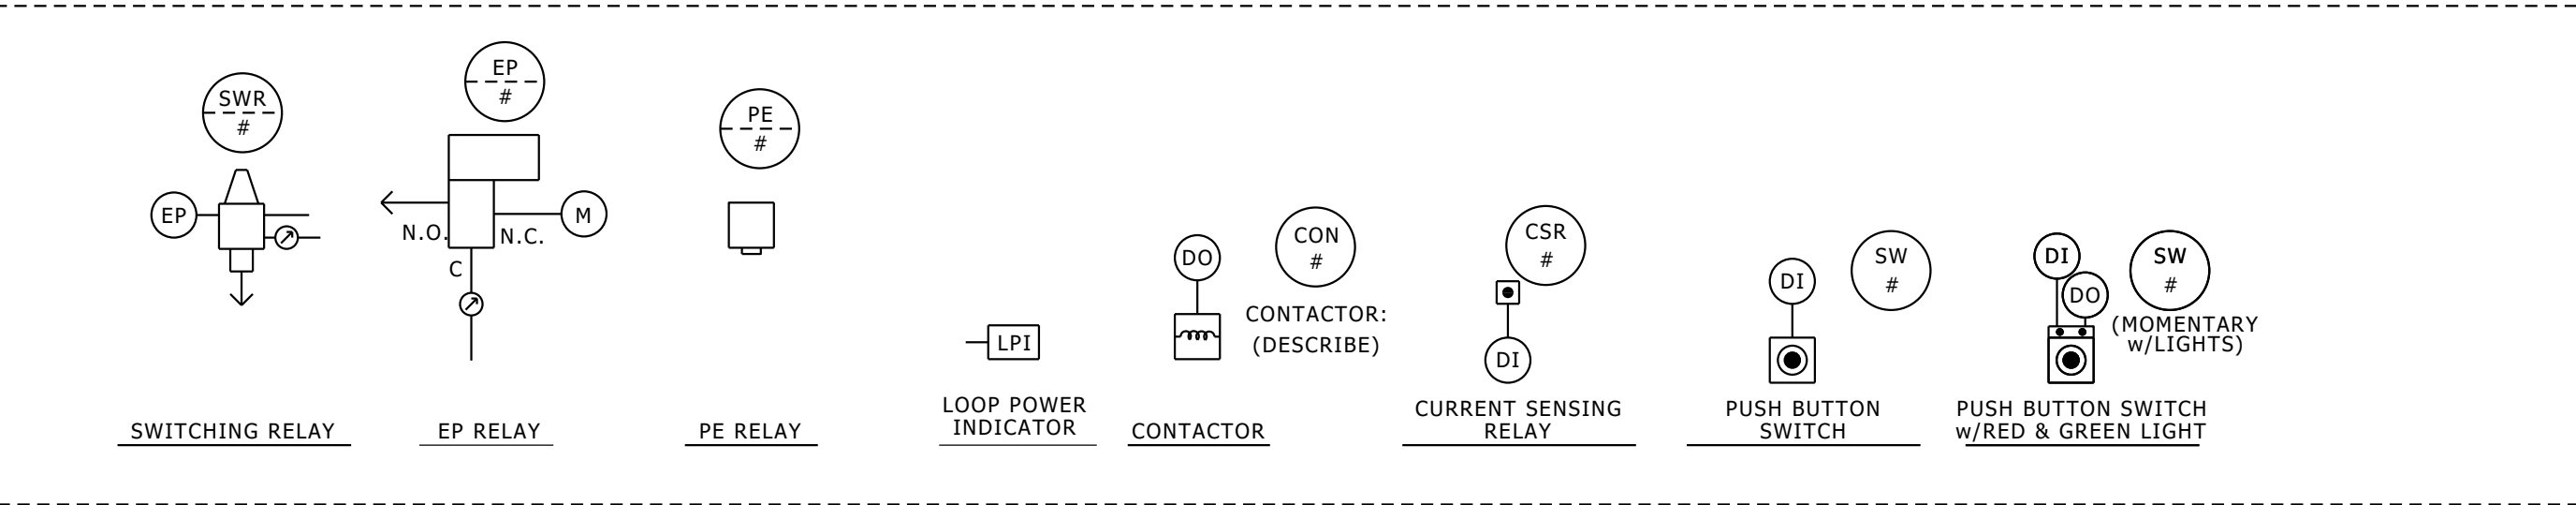 SWR
#
EP
SWITCHING RELAY
EP
#
N.O.
N.C.
M
C
EP RELAY
PE
#
PE RELAY
LPI
LOOP POWER
INDICATOR
DO
CON
#
CONTACTOR:
(DESCRIBE)
CONTACTOR
CSR
#
DI
CURRENT SENSING
RELAY
DI
SW
#
PUSH BUTTON
SWITCH
DI
DO
SW
#
(MOMENTARY
w/LIGHTS)
PUSH BUTTON SWITCH
w/RED & GREEN LIGHT